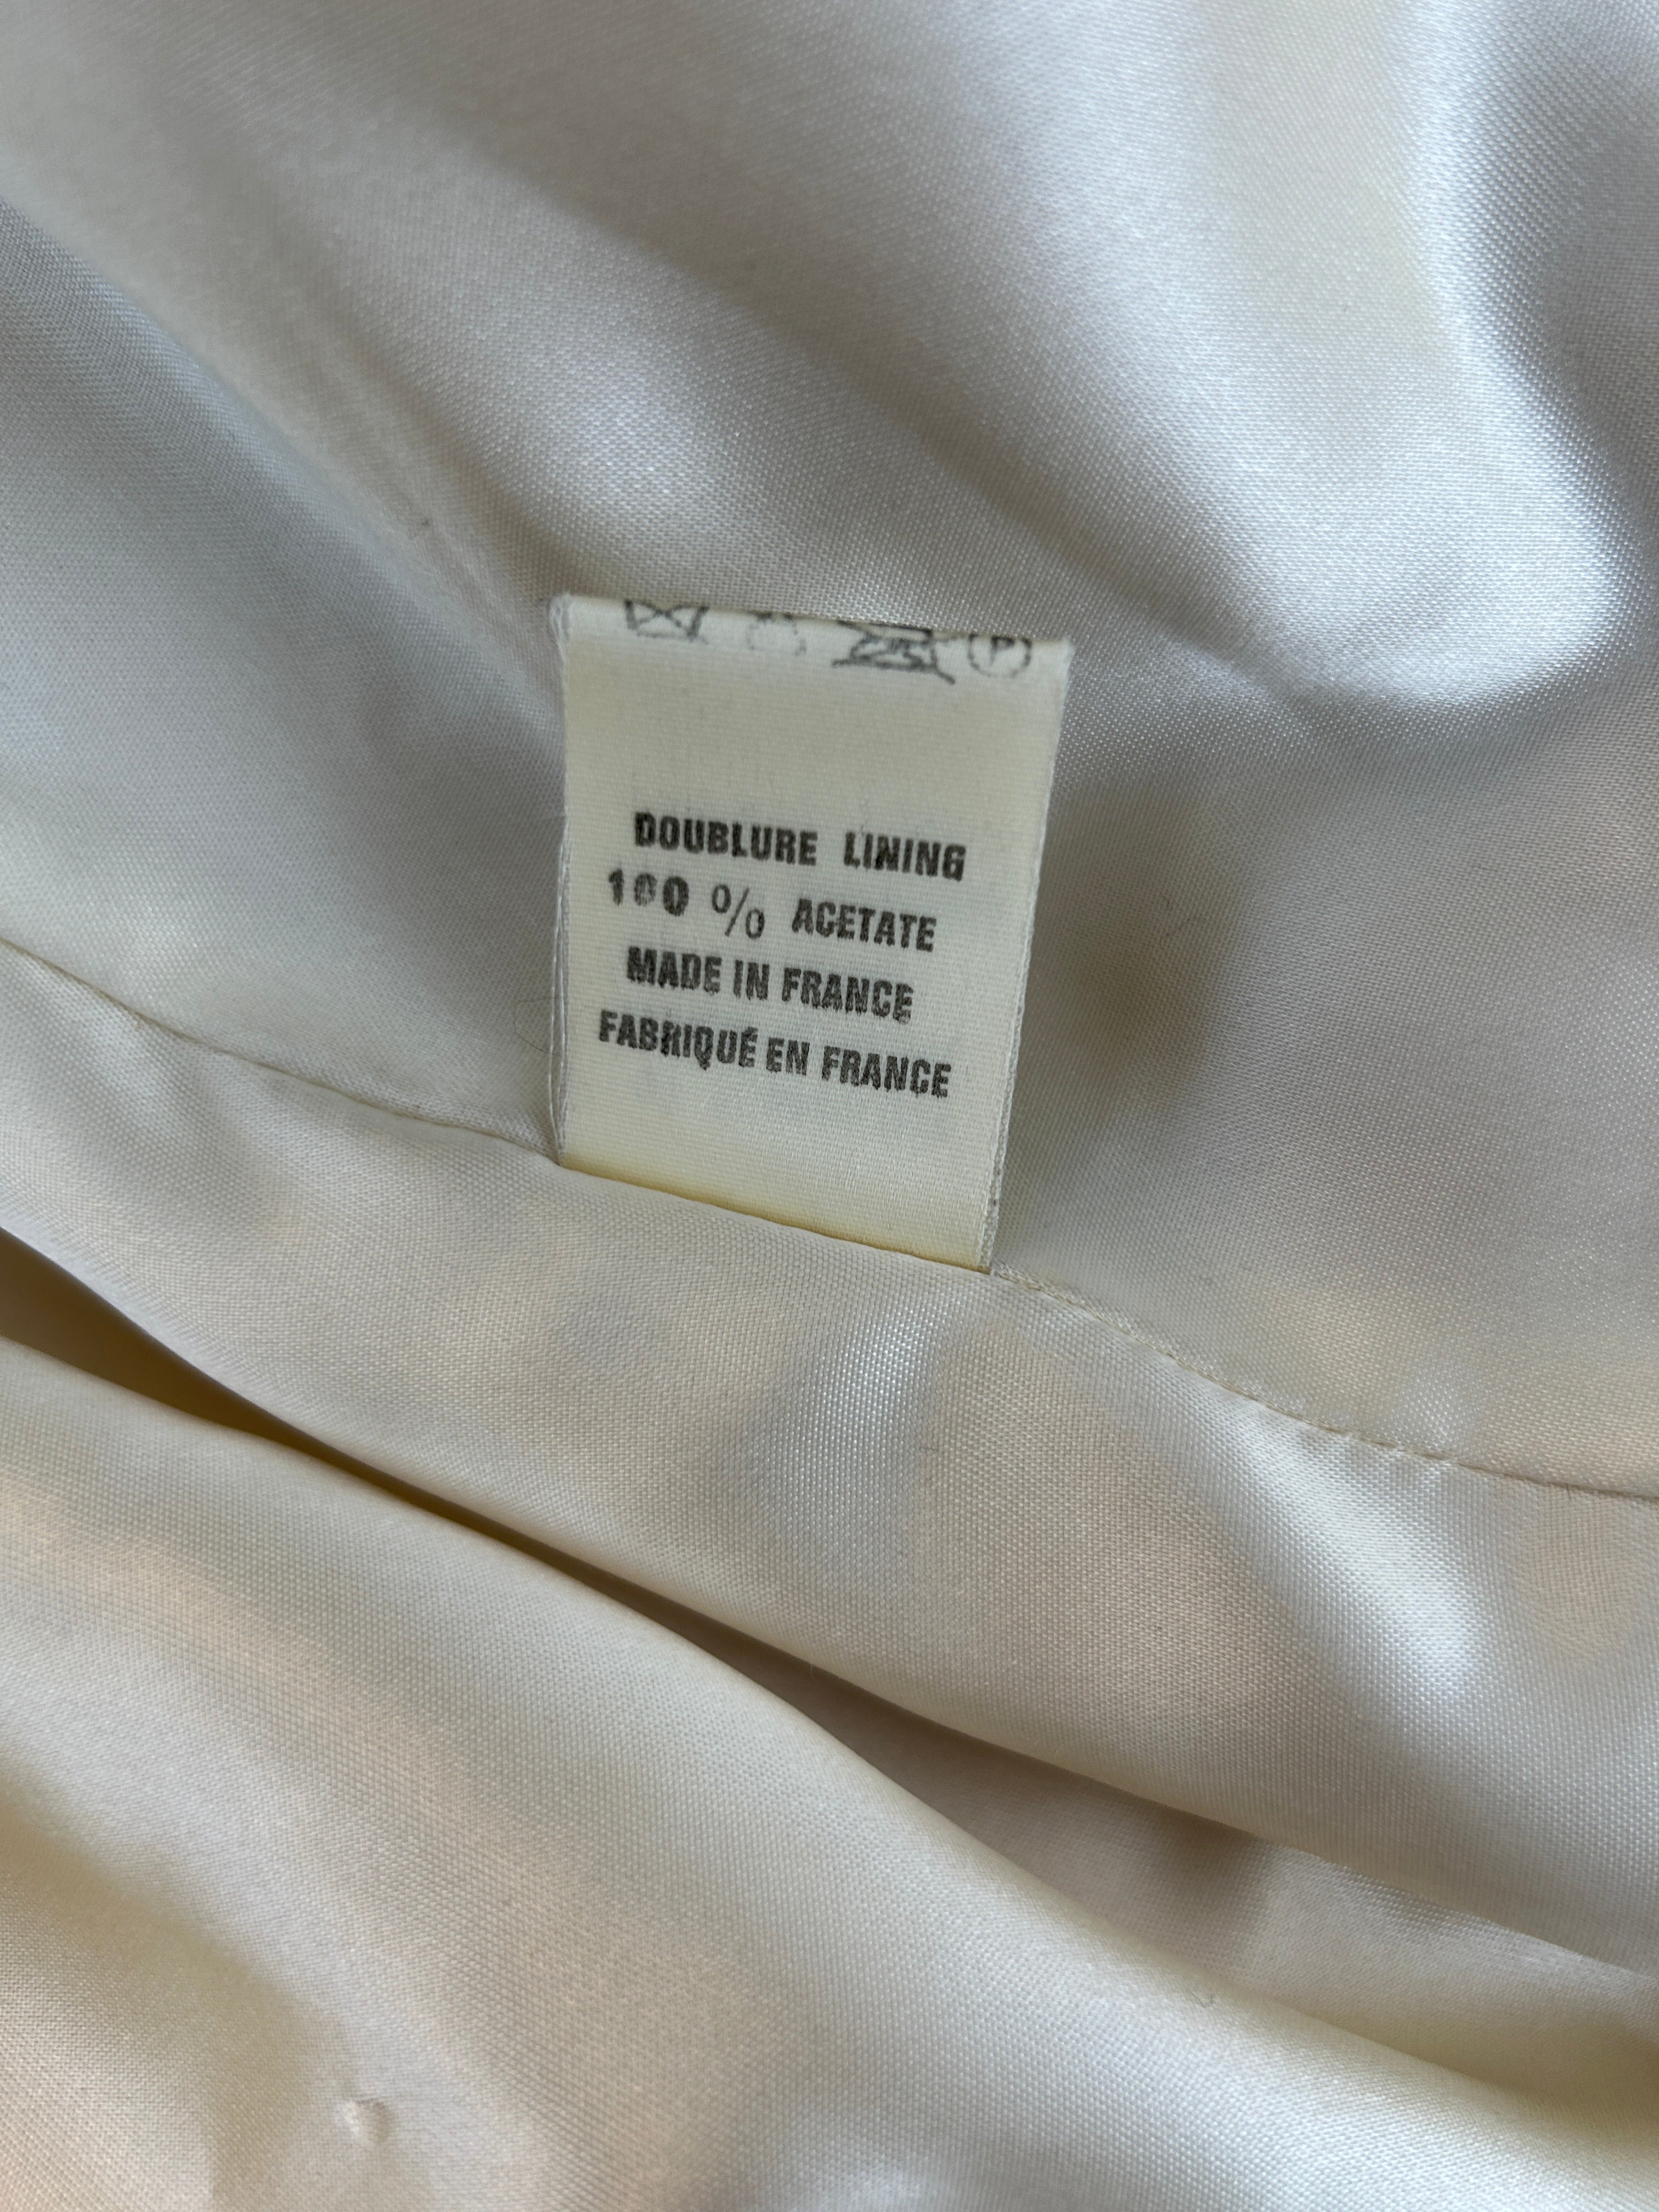 P
DOUBLURE LINING
100 % ACETATE
MADE IN FRANCE
FABRIQUÉ EN FRANCE